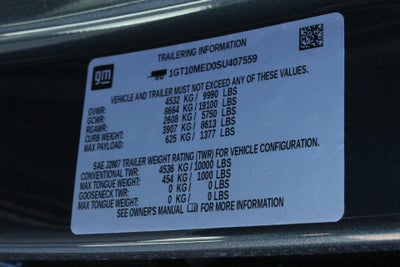 TRAILERING INFORMATION
gm
1GT10MED0SU407559
VEHICLE AND TRAILER MUST NOT EXCEED ANY OF THESE VALUES.
GVWR: 4532 KG/ 9990 LBS
GCWR: 8664 KG/19100 LBS
RGAWR: 2608 KG/ 5750 LBS
CURB WEIGHT: 3907 KG/ 8613 LBS
MAX PAYLOAD: 625 KG/ 1377 LBS
SAE J2807 TRAILER WEIGHT RATING (TWR) FOR VEHICLE CONFIGURATION.
CONVENTIONAL TWR: 4536 KG/10000 LBS
MAX TONGUE WEIGHT: 454 KG/ 1000 LBS
GOOSENECK TWR: 0 KG/ 0 LBS
MAX TONGUE WEIGHT: 0 KG/ 0 LBS
SEE OWNER'S MANUAL FOR MORE INFORMATION